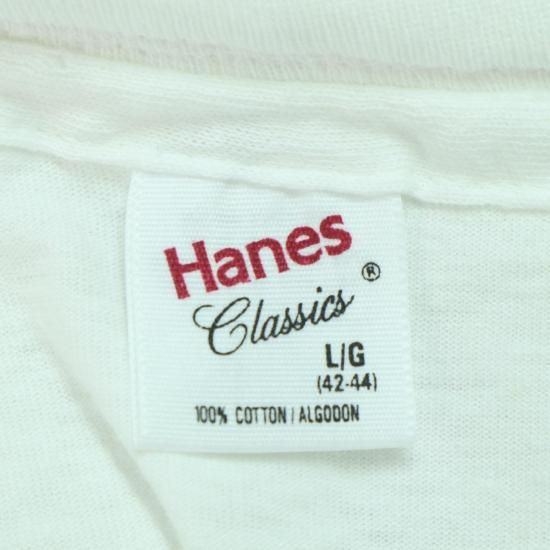 Hanes
Classics®
L/G
(42-44)
100% COTTON / ALGODON